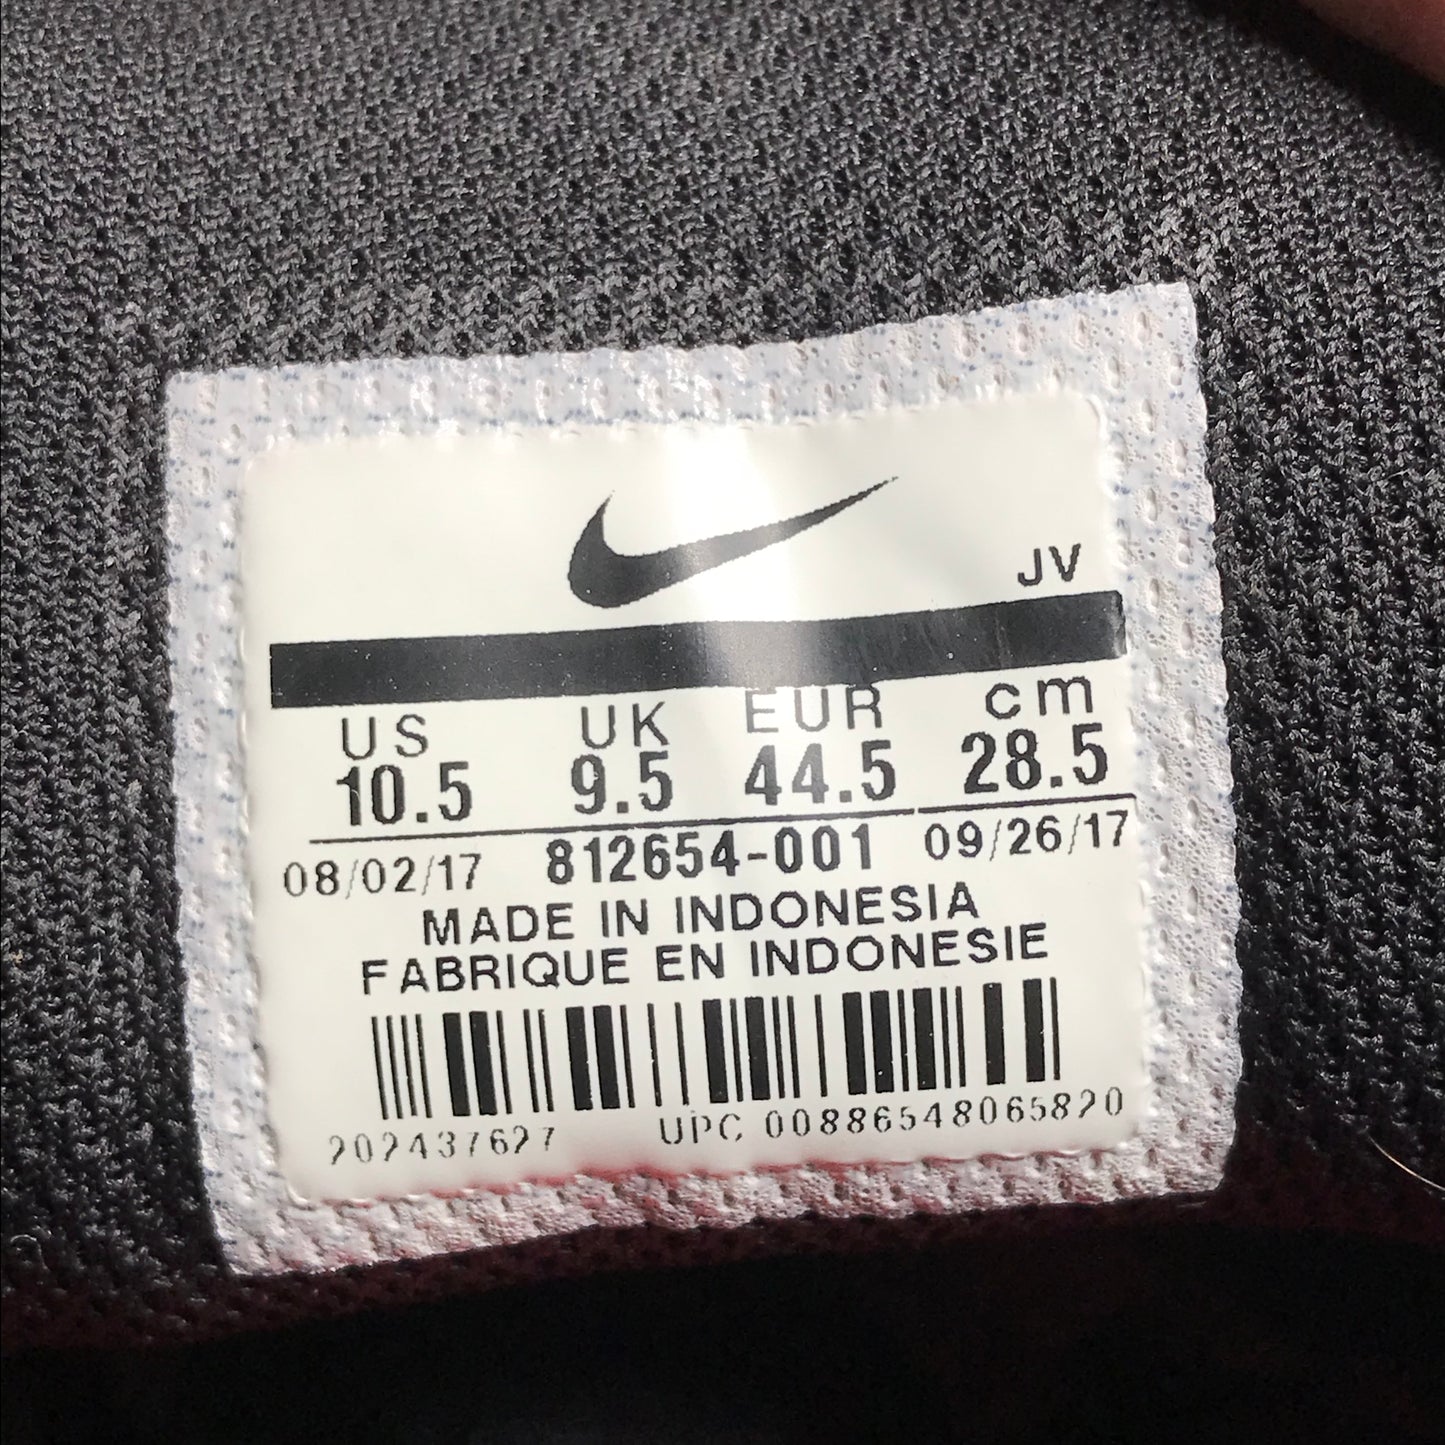 JV
US UK EUR cm
10.5 9.5 44.5 28.5
08/02/17 812654-001 09/26/17
MADE IN INDONESIA
FABRIQUE EN INDONESIE
202437627 UPC 00886548065820